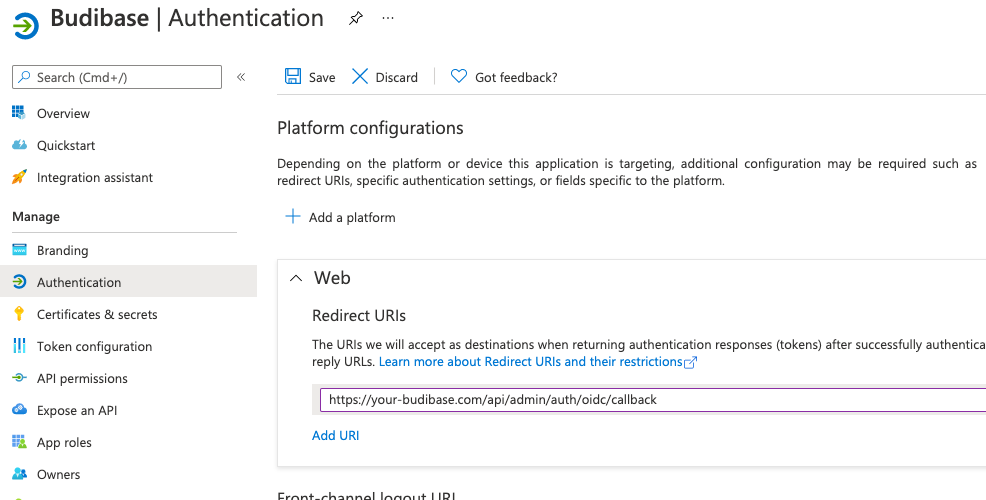 Budibase | Authentication
Search (Cmd+/)
Overview
Quickstart
Integration assistant
Manage
Branding
Authentication
Certificates & secrets
Token configuration
API permissions
Expose an API
App roles
Owners
Save
Discard
Got feedback?
Platform configurations
Depending on the platform or device this application is targeting, additional configuration may be required such as
redirect URIs, specific authentication settings, or fields specific to the platform.
Add a platform
Web
Redirect URIs
The URIs we will accept as destinations when returning authentication responses (tokens) after successfully authentica
reply URLs. Learn more about Redirect URIs and their restrictions
https://your-budibase.com/api/admin/auth/oidc/callback
Add URI
Front-channel logout URL